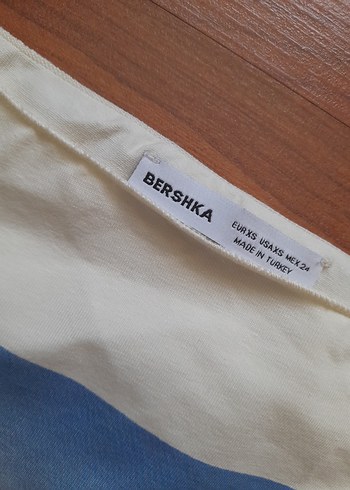 BERSHKA
EUR XS USA XS MEX 24
MADE IN TURKEY